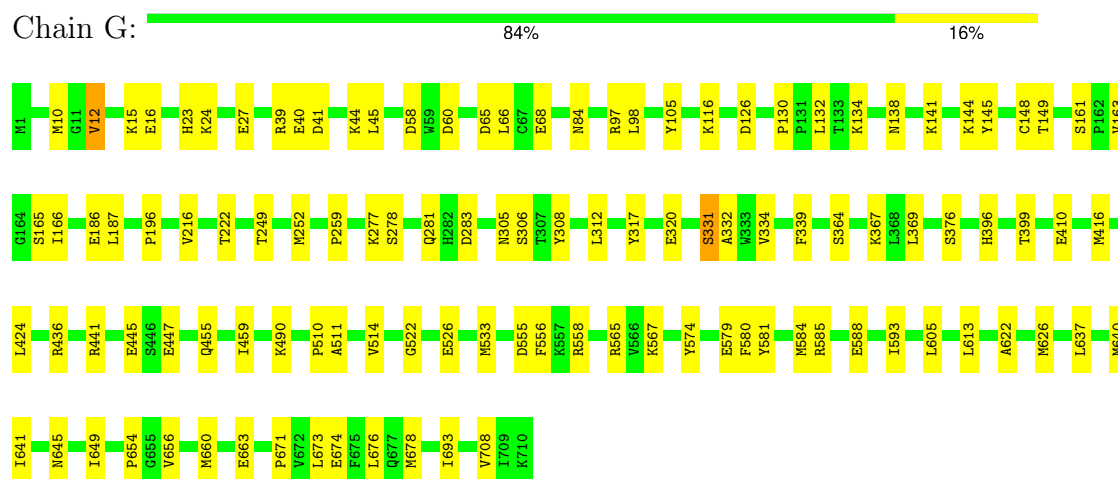 Chain G:
84% 16%
M1 M10 G11 V12 K15 E16 H23 K24 E27 R39 E40 D41 K44 L45 D58 W59 D60 D65 L66 C67 E68 N84 R97 L98 Y105 K116 D126 P130 P131 L132 T133 K134 N138 K141 K144 Y145 C148 T149 S161 P162 V163
G164 S165 I166 E186 L187 P196 V216 T222 T249 M252 P259 K277 S278 Q281 H282 D283 N305 S306 T307 Y308 L312 Y317 E320 S331 A332 W333 V334 F339 S364 K367 L368 L369 S376 H396 T399 E410 M416
L424 R436 R441 E445 S446 E447 Q455 I459 K490 P510 A511 V514 G522 E526 M533 D555 F556 K557 R558 R565 V566 K567 Y574 E579 F580 Y581 M584 R585 E588 I593 L605 L613 A622 M626 L637 M640
I641 N645 I649 P654 G655 V656 M660 E663 P671 V672 L673 E674 F675 L676 Q677 M678 I693 V708 I709 K710